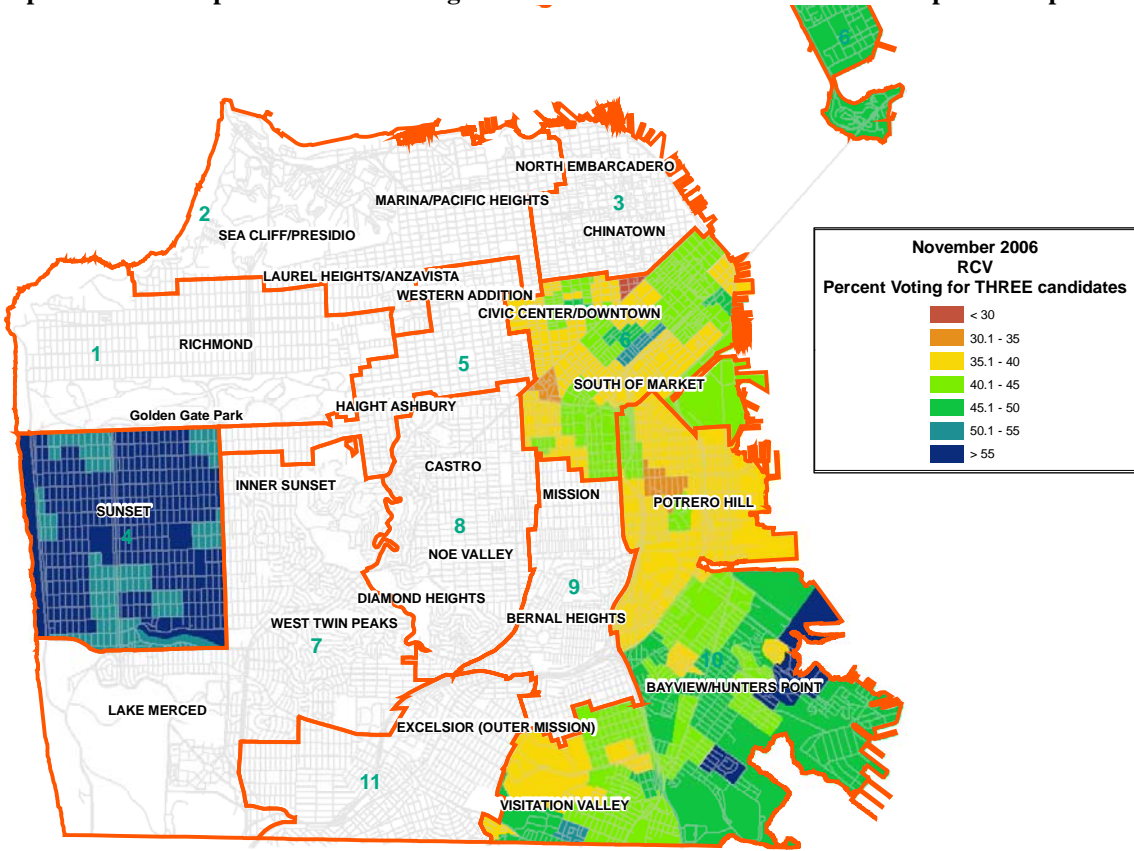 6
NORTH EMBARCADERO
MARINA/PACIFIC HEIGHTS
3
2
CHINATOWN
SEA CLIFF/PRESIDIO
LAUREL HEIGHTS/ANZAVISTA
WESTERN ADDITION
CIVIC CENTER/DOWNTOWN
6
RICHMOND
1
5
SOUTH OF MARKET
HAIGHT ASHBURY
Golden Gate Park
CASTRO
INNER SUNSET
MISSION
POTRERO HILL
SUNSET
4
8
NOE VALLEY
9
DIAMOND HEIGHTS
BERNAL HEIGHTS
WEST TWIN PEAKS
7
10
BAYVIEW/HUNTERS POINT
LAKE MERCED
EXCELSIOR (OUTER MISSION)
11
VISITATION VALLEY
November 2006
RCV
Percent Voting for THREE candidates
< 30
30.1 - 35
35.1 - 40
40.1 - 45
45.1 - 50
50.1 - 55
> 55